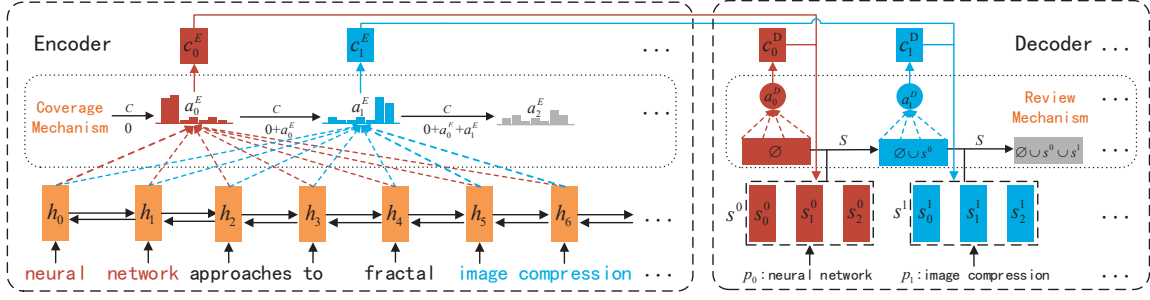 Encoder
c_0^E
c_1^E
...
Coverage
Mechanism
C
0
a_0^E
C
0+a_0^E
a_1^E
C
0+a_0^E+a_1^E
a_2^E
...
h_0
h_1
h_2
h_3
h_4
h_5
h_6
...
neural network approaches to fractal image compression ...
c_0^D
c_1^D
Decoder ...
a_0^D
a_1^D
Review
Mechanism
...
∅
S
∅∪s^0
S
∅∪s^0∪s^1
...
s^0
s_0^0
s_1^0
s_2^0
s^1
s_0^1
s_1^1
s_2^1
...
p_0:neural network
p_1:image compression
...